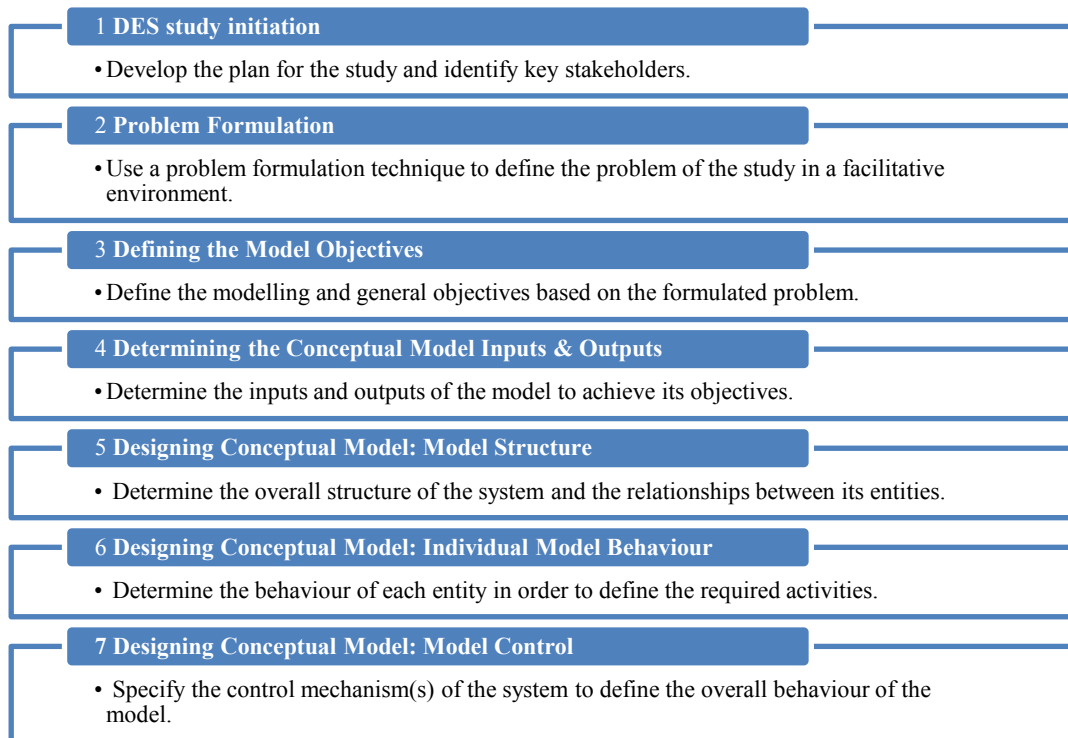 1 DES study initiation
• Develop the plan for the study and identify key stakeholders.
2 Problem Formulation
• Use a problem formulation technique to define the problem of the study in a facilitative
environment.
3 Defining the Model Objectives
• Define the modelling and general objectives based on the formulated problem.
4 Determining the Conceptual Model Inputs & Outputs
• Determine the inputs and outputs of the model to achieve its objectives.
5 Designing Conceptual Model: Model Structure
• Determine the overall structure of the system and the relationships between its entities.
6 Designing Conceptual Model: Individual Model Behaviour
• Determine the behaviour of each entity in order to define the required activities.
7 Designing Conceptual Model: Model Control
• Specify the control mechanism(s) of the system to define the overall behaviour of the
model.